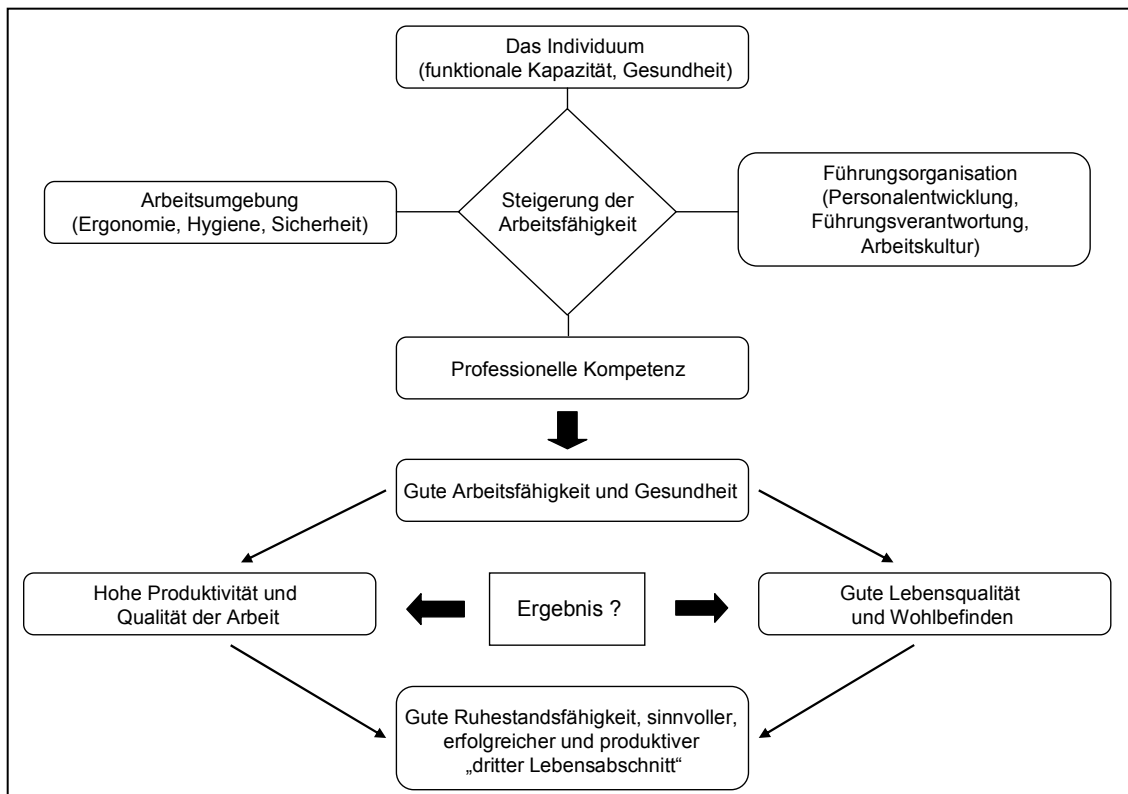 Das Individuum
(funktionale Kapazität, Gesundheit)
Arbeitsumgebung
(Ergonomie, Hygiene, Sicherheit)
Steigerung der
Arbeitsfähigkeit
Führungsorganisation
(Personalentwicklung,
Führungsverantwortung,
Arbeitskultur)
Professionelle Kompetenz
Gute Arbeitsfähigkeit und Gesundheit
Hohe Produktivität und
Qualität der Arbeit
Ergebnis ?
Gute Lebensqualität
und Wohlbefinden
Gute Ruhestandsfähigkeit, sinnvoller,
erfolgreicher und produktiver
„dritter Lebensabschnitt“